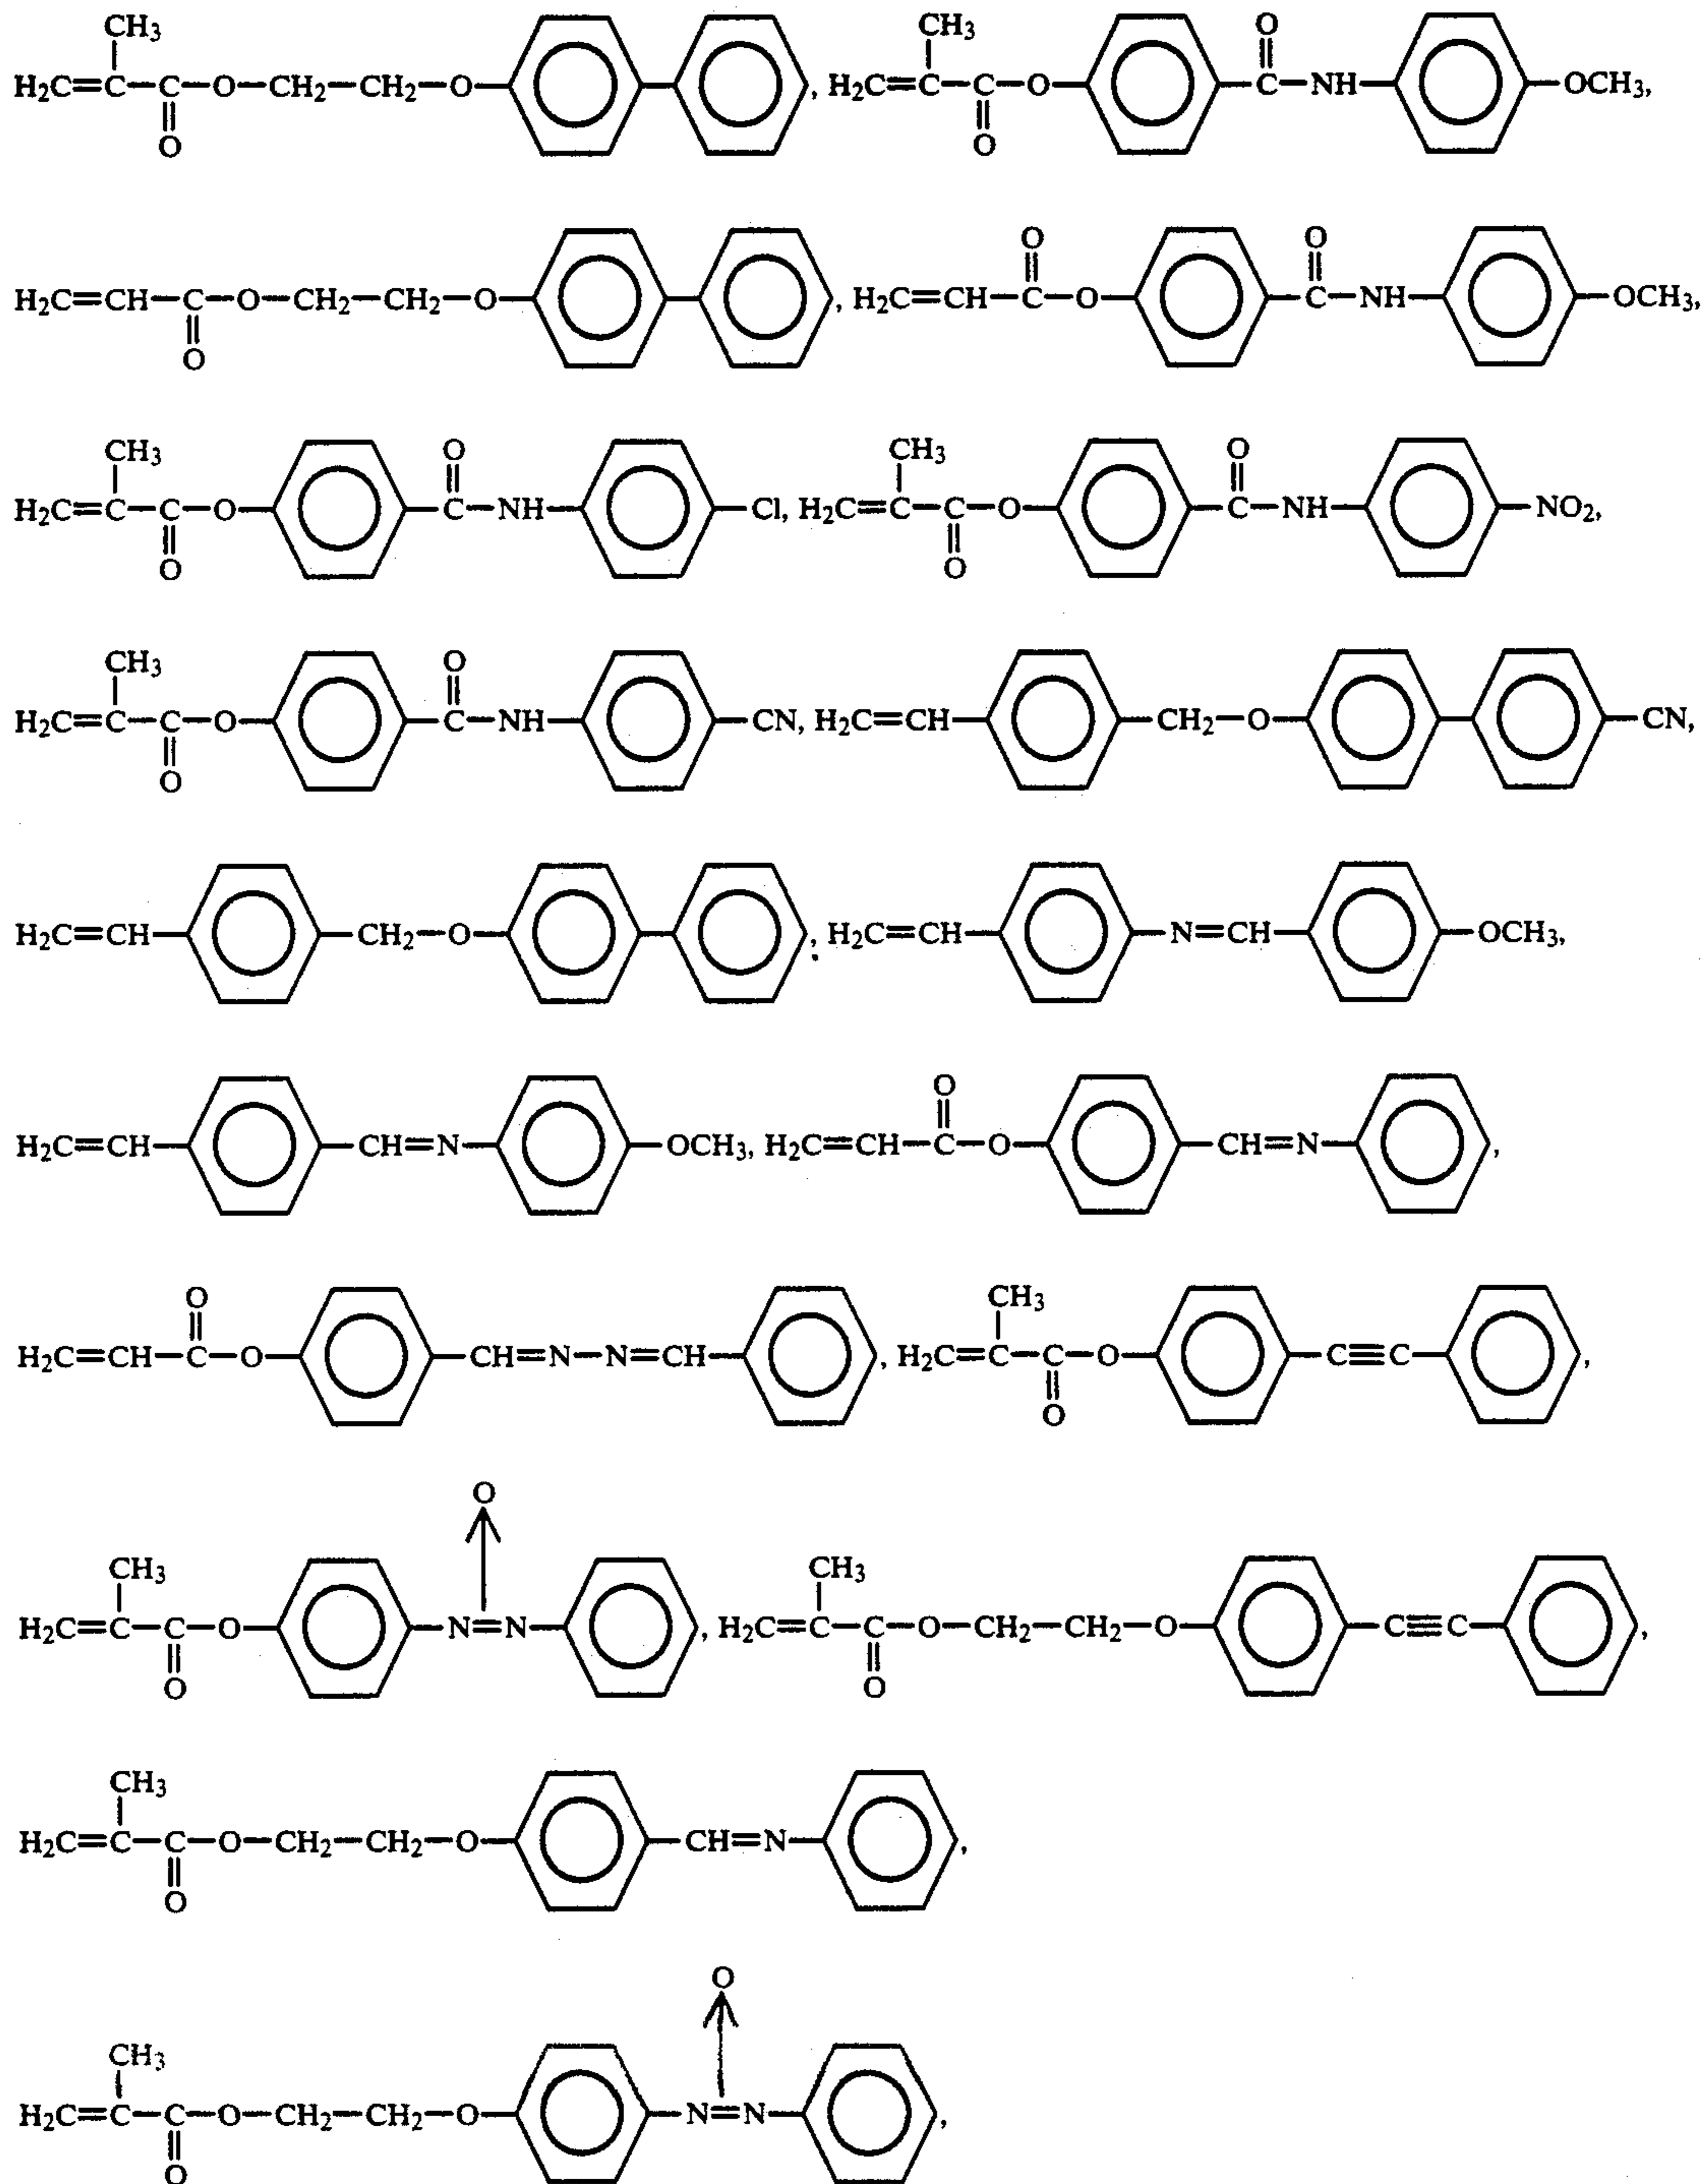 CH3 CH3 O
H2C=C—C—O—CH2—CH2—O— , H2C=C—C—O— —C—NH— —OCH3,
O O
O O
H2C=CH—C—O—CH2—CH2—O— , H2C=CH—C—O— —C—NH— —OCH3,
O
CH3 O CH3 O
H2C=C—C—O— —C—NH— —Cl, H2C=C—C—O— —C—NH— —NO2,
O O
CH3 O
H2C=C—C—O— —C—NH— —CN, H2C=CH— —CH2—O— —CN,
O
H2C=CH— —CH2—O— , H2C=CH— —N=CH— —OCH3,
O
H2C=CH— —CH=N— —OCH3, H2C=CH—C—O— —CH=N— ,
O CH3
H2C=CH—C—O— —CH=N—N=CH— , H2C=C—C—O— —C≡C— ,
O
O
CH3 CH3
H2C=C—C—O— —N=N— , H2C=C—C—O—CH2—CH2—O— —C≡C— ,
O O
CH3
H2C=C—C—O—CH2—CH2—O— —CH=N— ,
O
O
CH3
H2C=C—C—O—CH2—CH2—O— —N=N— ,
O